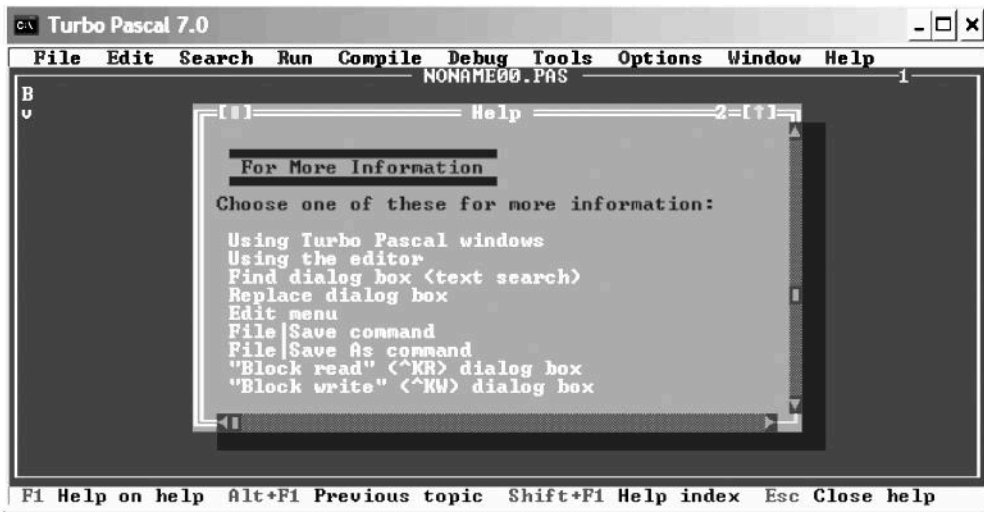 C:\ Turbo Pascal 7.0
File Edit Search Run Compile Debug Tools Options Window Help
NONAME00.PAS 1
B
v
[▮] Help 2=[↑]
For More Information
Choose one of these for more information:
Using Turbo Pascal windows
Using the editor
Find dialog box (text search)
Replace dialog box
Edit menu
File|Save command
File|Save As command
"Block read" (^KR) dialog box
"Block write" (^KW) dialog box
F1 Help on help Alt+F1 Previous topic Shift+F1 Help index Esc Close help